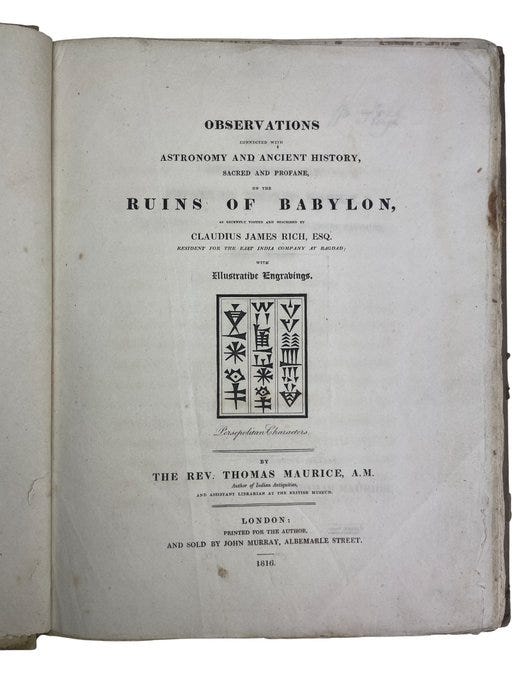 OBSERVATIONS
CONNECTED WITH
ASTRONOMY AND ANCIENT HISTORY,
SACRED AND PROFANE,
ON THE
RUINS OF BABYLON,
AS RECENTLY VISITED AND DESCRIBED BY
CLAUDIUS JAMES RICH, ESQ.
RESIDENT FOR THE EAST INDIA COMPANY AT BAGDAD;
WITH
Illustrative Engravings.
Persepolitan Characters.
BY
THE REV. THOMAS MAURICE, A.M.
Author of Indian Antiquities,
AND ASSISTANT LIBRARIAN AT THE BRITISH MUSEUM.
LONDON:
PRINTED FOR THE AUTHOR,
AND SOLD BY JOHN MURRAY, ALBEMARLE STREET.
1816.